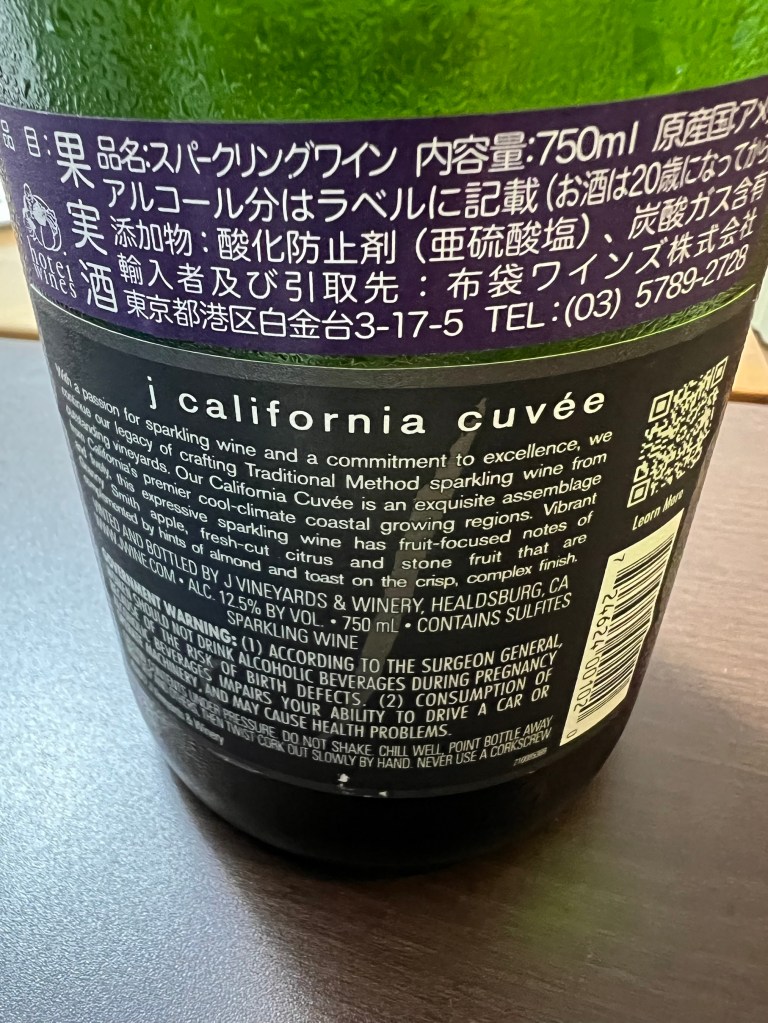 品目:果実酒
品名:スパークリングワイン 内容量:750ml 原産国:アメ
アルコール分はラベルに記載(お酒は20歳になってから
添加物:酸化防止剤(亜硫酸塩)、炭酸ガス含有
輸入者及び引取先:布袋ワインズ株式会社
東京都港区白金台3-17-5 TEL:(03) 5789-2728
hotei
wines
j california cuvée
With a passion for sparkling wine and a commitment to excellence, we
continue our legacy of crafting Traditional Method sparkling wine from
outstanding vineyards. Our California Cuvée is an exquisite assemblage
California's premier cool-climate coastal growing regions. Vibrant
and lively, this expressive sparkling wine has fruit-focused notes of
Smith apple, fresh-cut citrus and stone fruit that are
by hints of almond and toast on the crisp, complex finish.
AND BOTTLED BY J VINEYARDS & WINERY, HEALDSBURG, CA
WWW.JWINE.COM • ALC. 12.5% BY VOL. • 750 mL • CONTAINS SULFITES
SPARKLING WINE
GOVERNMENT WARNING: (1) ACCORDING TO THE SURGEON GENERAL,
SHOULD NOT DRINK ALCOHOLIC BEVERAGES DURING PREGNANCY
OF THE RISK OF BIRTH DEFECTS. (2) CONSUMPTION OF
BEVERAGES IMPAIRS YOUR ABILITY TO DRIVE A CAR OR
MACHINERY, AND MAY CAUSE HEALTH PROBLEMS.
UNDER PRESSURE. DO NOT SHAKE. CHILL WELL, POINT BOTTLE AWAY
THEN TWIST CORK OUT SLOWLY BY HAND. NEVER USE A CORKSCREW
& Winery
Learn More